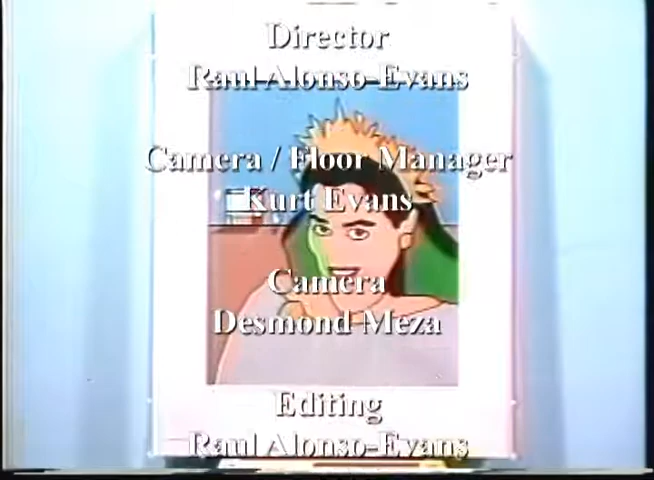 Director
Raul Alonso-Evans
Camera / Floor Manager
Kurt Evans
Camera
Desmond Meza
Editing
Raul Alonso-Evans